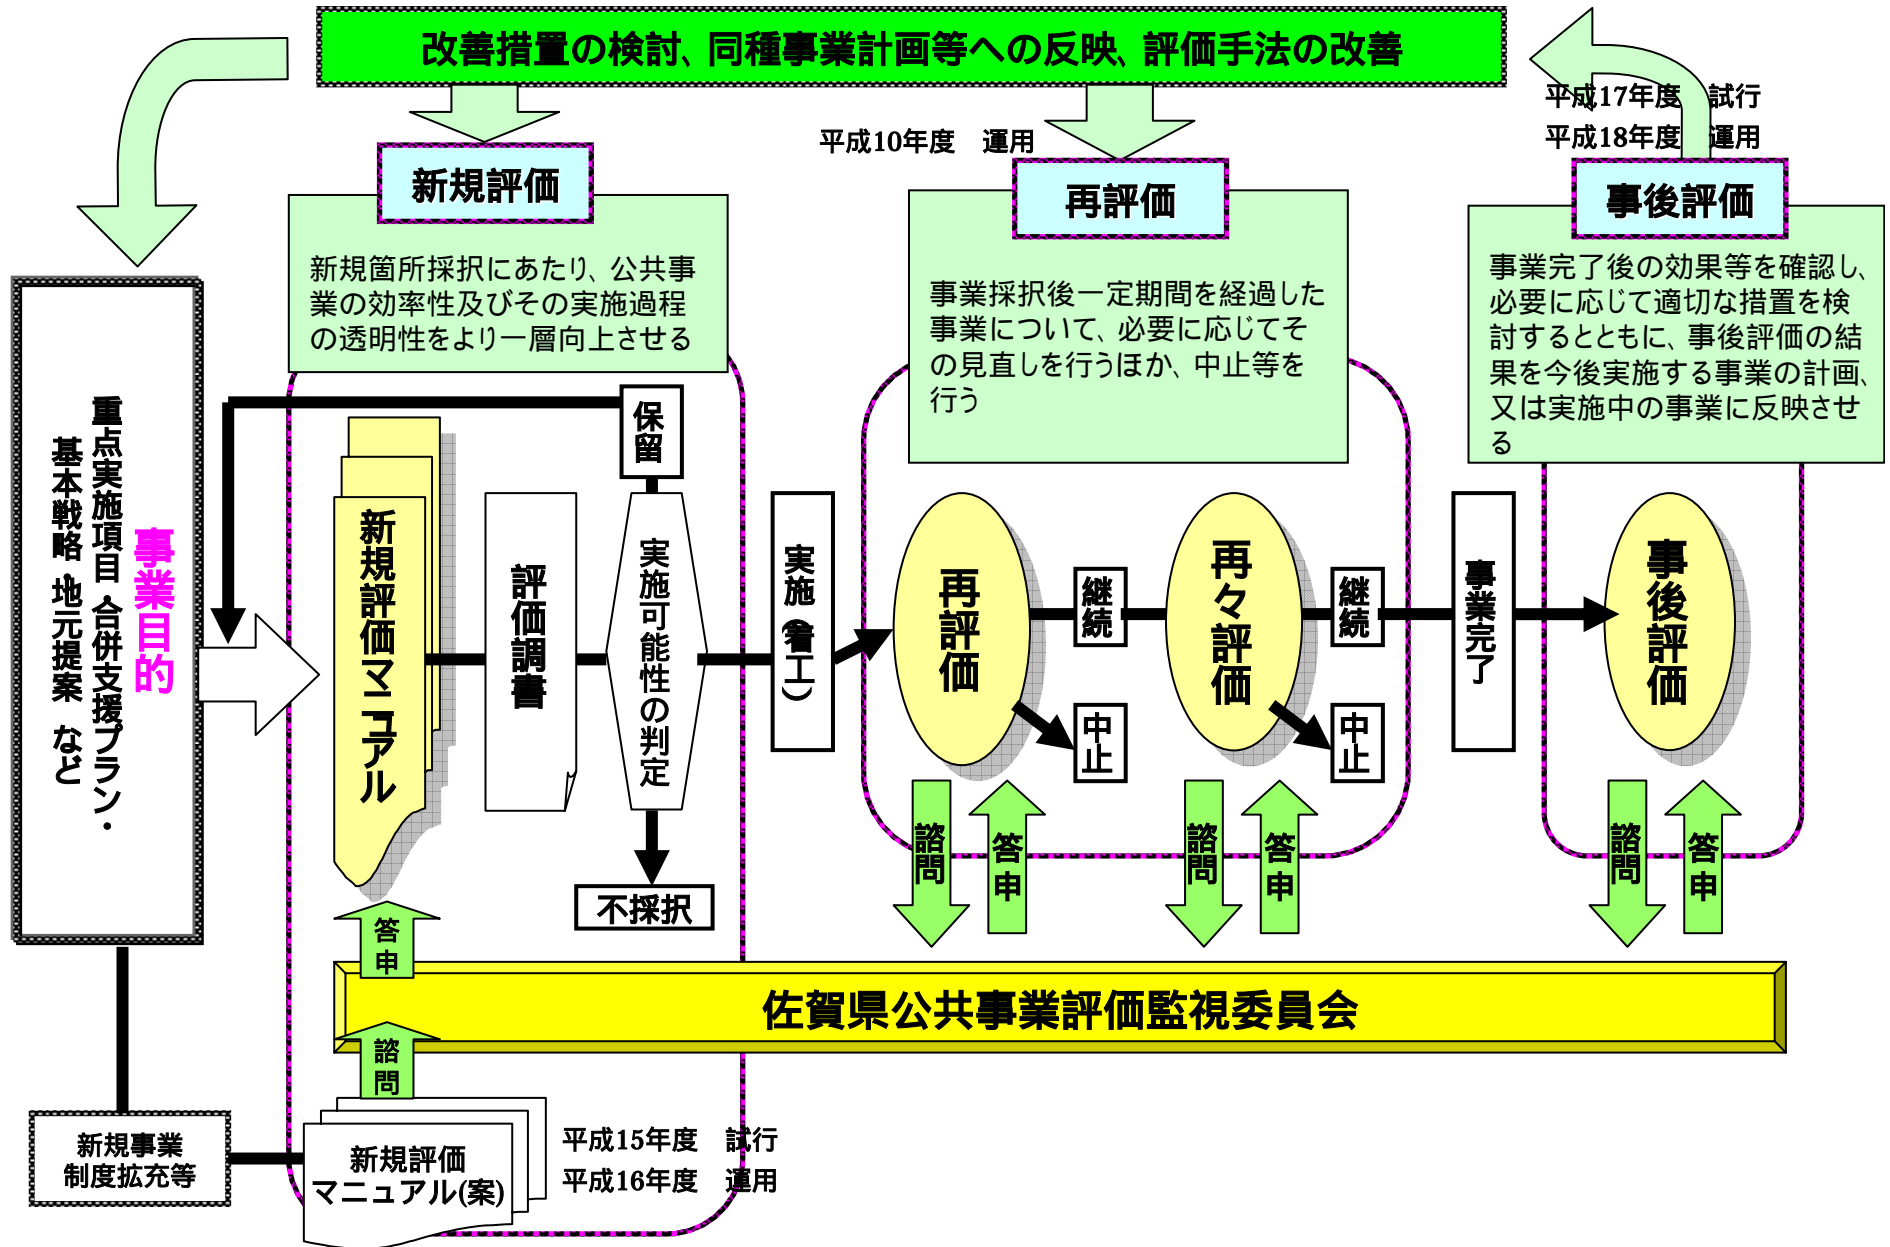 改善措置の検討、同種事業計画等への反映、評価手法の改善
平成17年度　試行
平成18年度　運用
平成10年度　運用
新規評価
新規箇所採択にあたり、公共事
業の効率性及びその実施過程
の透明性をより一層向上させる
再評価
事業採択後一定期間を経過した
事業について、必要に応じてそ
の見直しを行うほか、中止等を
行う
事後評価
事業完了後の効果等を確認し、
必要に応じて適切な措置を検
討するとともに、事後評価の結
果を今後実施する事業の計画、
又は実施中の事業に反映させ
る
事業目的
重点実施項目・合併支援プラン・
基本戦略・地元提案　など
保留
新規評価マニュアル
評価調書
実施可能性の判定
不採択
実施（着工）
再評価
継続
中止
再々評価
継続
中止
事業完了
事後評価
諮問
答申
諮問
答申
諮問
答申
答申
佐賀県公共事業評価監視委員会
諮問
新規事業
制度拡充等
新規評価
マニュアル(案)
平成15年度　試行
平成16年度　運用